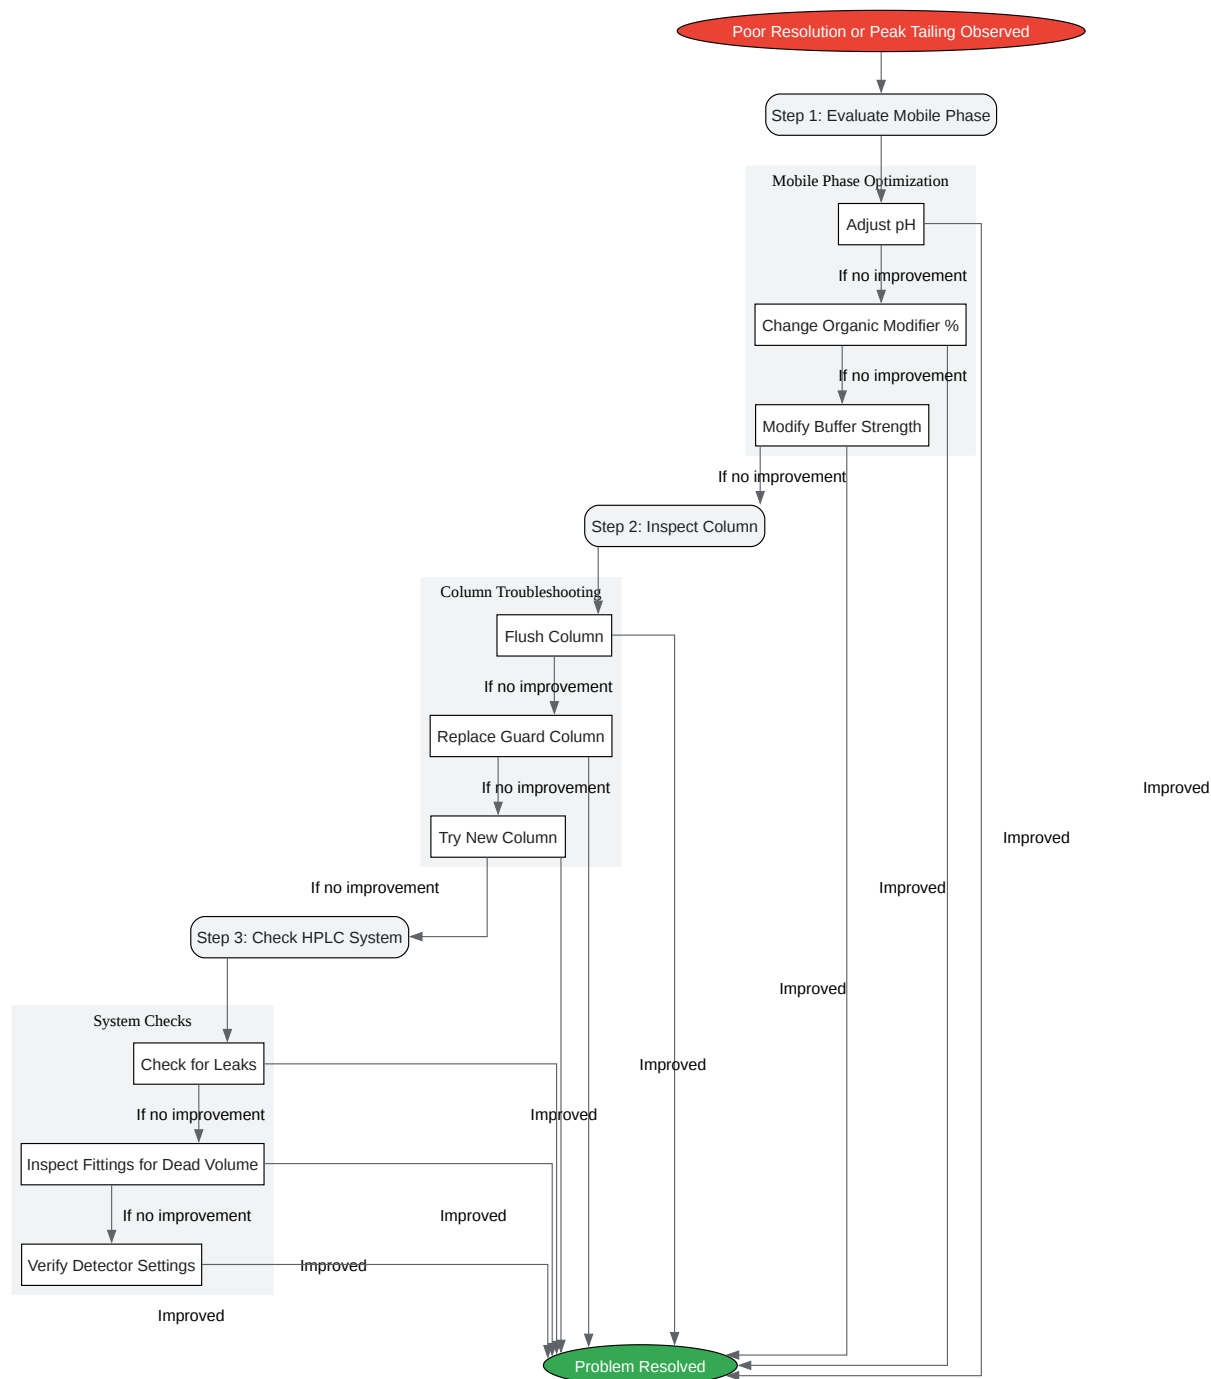 Poor Resolution or Peak Tailing Observed
Step 1: Evaluate Mobile Phase
Mobile Phase Optimization
Adjust pH
If no improvement
Change Organic Modifier %
If no improvement
Modify Buffer Strength
If no improvement
Step 2: Inspect Column
Column Troubleshooting
Flush Column
If no improvement
Replace Guard Column
If no improvement
Improved
Try New Column
Improved
If no improvement
Improved
Step 3: Check HPLC System
Improved
System Checks
Check for Leaks
Improved
If no improvement
Improved
Inspect Fittings for Dead Volume
If no improvement
Improved
Verify Detector Settings
Improved
Improved
Problem Resolved